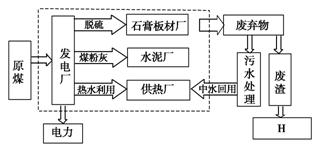 脱硫
石膏板材厂
废弃物
原煤
发电厂
煤粉灰
水泥厂
污水处理
废渣
热水利用
供热厂
中水回用
电力
H